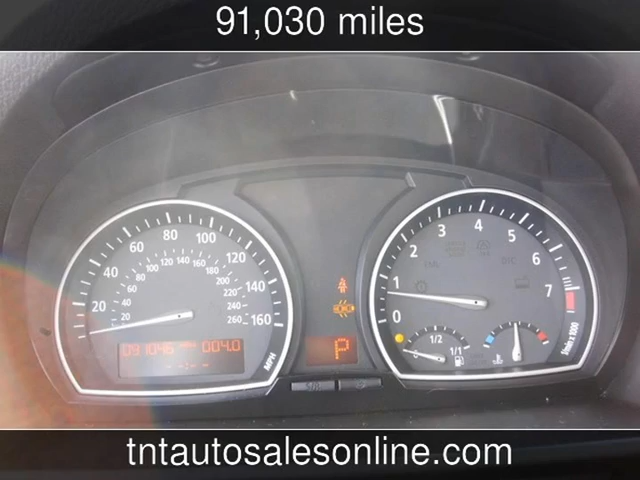 91,030 miles
20 40 60 80 100 120 140 160
20 40 60 80 100 120 140 160 180 200 220 240 260
MPH
091046 miles 004.0
--:--
P
0 1 2 3 4 5 6 7
1/min x 1000
1/2
1/1
tntautosalesonline.com